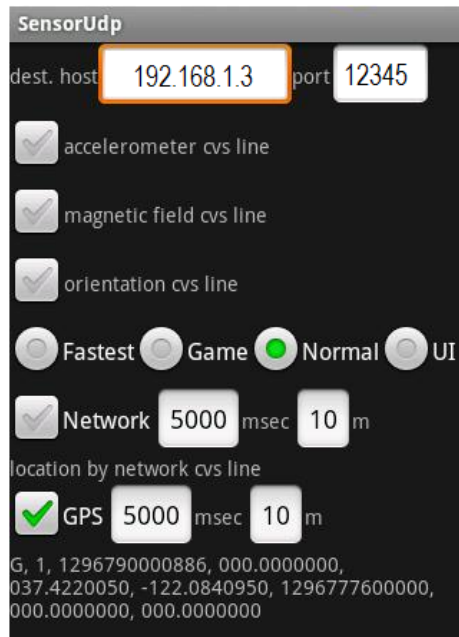 SensorUdp
dest. host 192.168.1.3 port 12345
accelerometer cvs line
magnetic field cvs line
orientation cvs line
Fastest Game Normal UI
Network 5000 msec 10 m
location by network cvs line
GPS 5000 msec 10 m
G, 1, 1296790000886, 000.0000000,
037.4220050, -122.0840950, 1296777600000,
000.0000000, 000.0000000